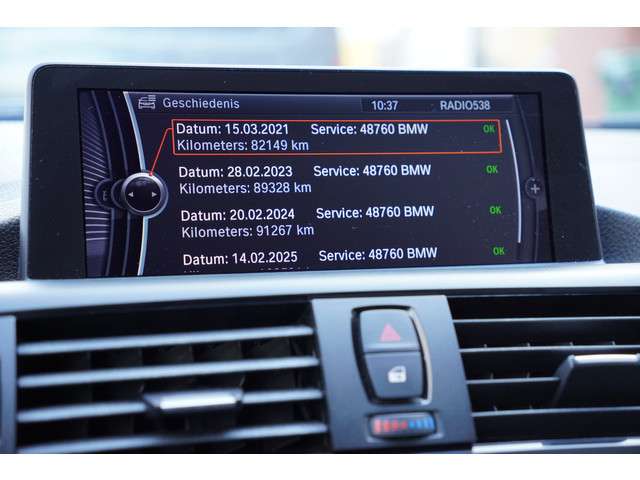 Geschiedenis 10:37 RADIO538
Datum: 15.03.2021 Service: 48760 BMW OK
Kilometers: 82149 km
Datum: 28.02.2023 Service: 48760 BMW OK
Kilometers: 89328 km
Datum: 20.02.2024 Service: 48760 BMW OK
Kilometers: 91267 km
Datum: 14.02.2025 Service: 48760 BMW OK